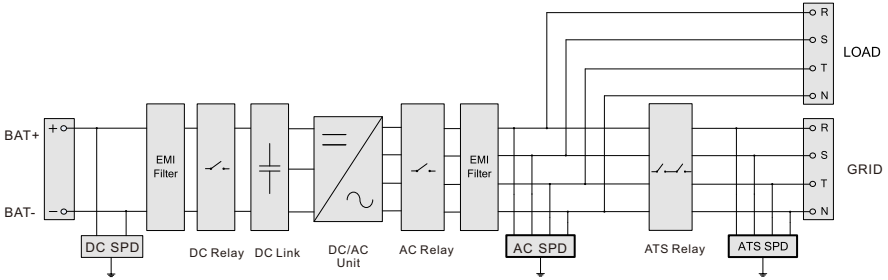 R
S
LOAD
T
N
BAT+
+
EMI
Filter
EMI
Filter
R
S
GRID
T
BAT-
−
N
DC SPD
DC Relay
DC Link
DC/AC
Unit
AC Relay
AC SPD
ATS Relay
ATS SPD